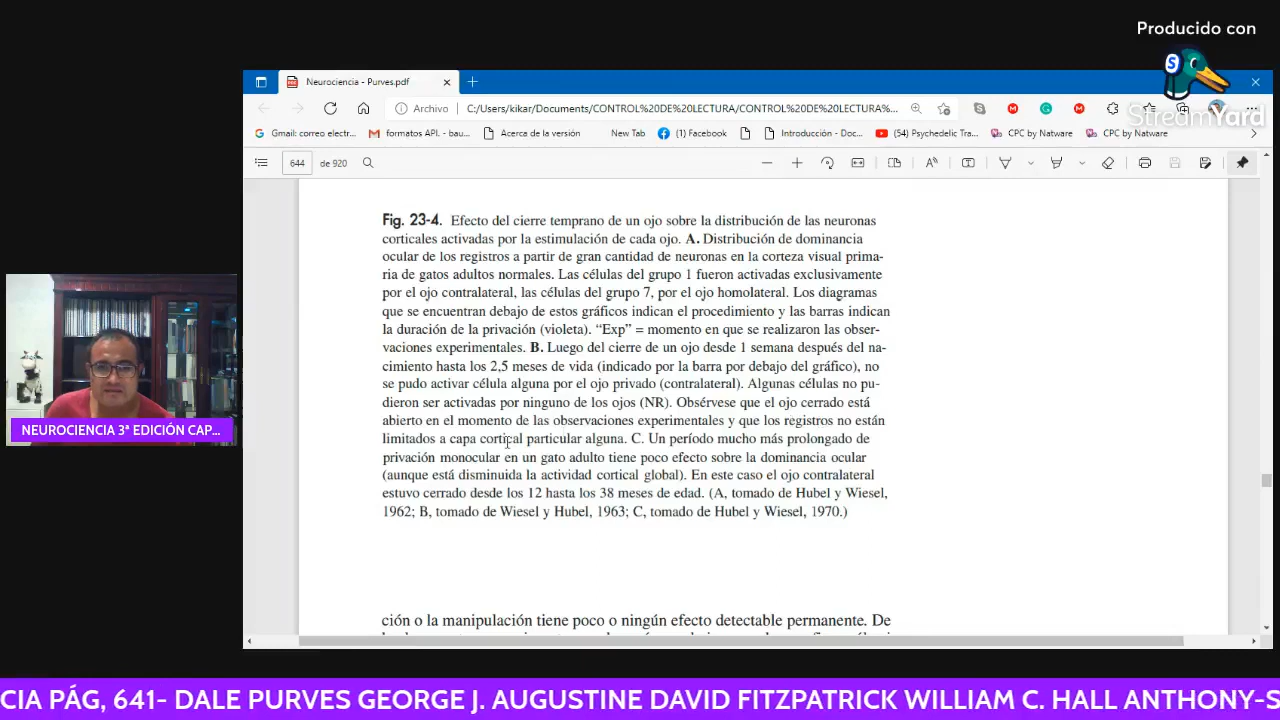 Producido con
StreamYard
Neurociencia - Purves.pdf
Archivo
C:/Users/kikar/Documents/CONTROL%20DE%20LECTURA/CONTROL%20DE%20LECTURA%...
Gmail: correo electr...
formatos API. - bau...
Acerca de la versión
New Tab
(1) Facebook
Introducción - Doc...
(54) Psychedelic Tra...
CPC by Natware
CPC by Natware
644 de 920
Fig. 23-4. Efecto del cierre temprano de un ojo sobre la distribución de las neuronas
corticales activadas por la estimulación de cada ojo. A. Distribución de dominancia
ocular de los registros a partir de gran cantidad de neuronas en la corteza visual prima-
ria de gatos adultos normales. Las células del grupo 1 fueron activadas exclusivamente
por el ojo contralateral, las células del grupo 7, por el ojo homolateral. Los diagramas
que se encuentran debajo de estos gráficos indican el procedimiento y las barras indican
la duración de la privación (violeta). “Exp” = momento en que se realizaron las obser-
vaciones experimentales. B. Luego del cierre de un ojo desde 1 semana después del na-
cimiento hasta los 2,5 meses de vida (indicado por la barra por debajo del gráfico), no
se pudo activar célula alguna por el ojo privado (contralateral). Algunas células no pu-
dieron ser activadas por ninguno de los ojos (NR). Obsérvese que el ojo cerrado está
abierto en el momento de las observaciones experimentales y que los registros no están
limitados a capa cortical particular alguna. C. Un período mucho más prolongado de
privación monocular en un gato adulto tiene poco efecto sobre la dominancia ocular
(aunque está disminuida la actividad cortical global). En este caso el ojo contralateral
estuvo cerrado desde los 12 hasta los 38 meses de edad. (A, tomado de Hubel y Wiesel,
1962; B, tomado de Wiesel y Hubel, 1963; C, tomado de Hubel y Wiesel, 1970.)
ción o la manipulación tiene poco o ningún efecto detectable permanente. De
NEUROCIENCIA 3ª EDICIÓN CAP...
CIA PÁG, 641- DALE PURVES GEORGE J. AUGUSTINE DAVID FITZPATRICK WILLIAM C. HALL ANTHONY-S